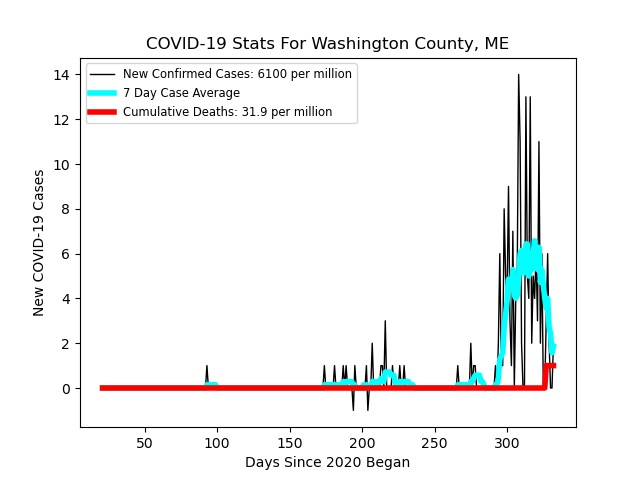 COVID-19 Stats For Washington County, ME
New Confirmed Cases: 6100 per million
7 Day Case Average
Cumulative Deaths: 31.9 per million
New COVID-19 Cases
14
12
10
8
6
4
2
0
50 100 150 200 250 300
Days Since 2020 Began